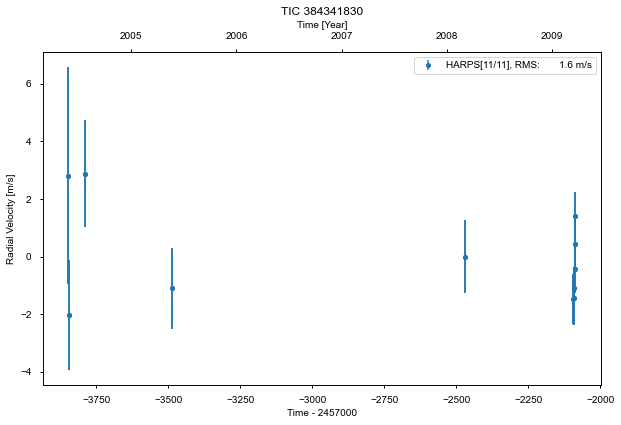 TIC 384341830
Time [Year]
2005 2006 2007 2008 2009
HARPS[11/11], RMS: 1.6 m/s
Radial Velocity [m/s]
6
4
2
0
−2
−4
−3750 −3500 −3250 −3000 −2750 −2500 −2250 −2000
Time - 2457000